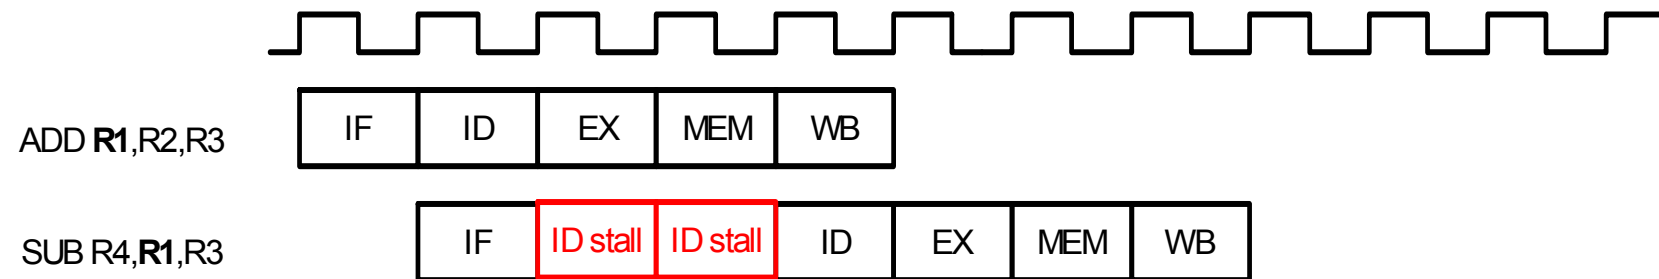 ADD R1,R2,R3 IF ID EX MEM WB
SUB R4,R1,R3 IF ID stall ID stall ID EX MEM WB